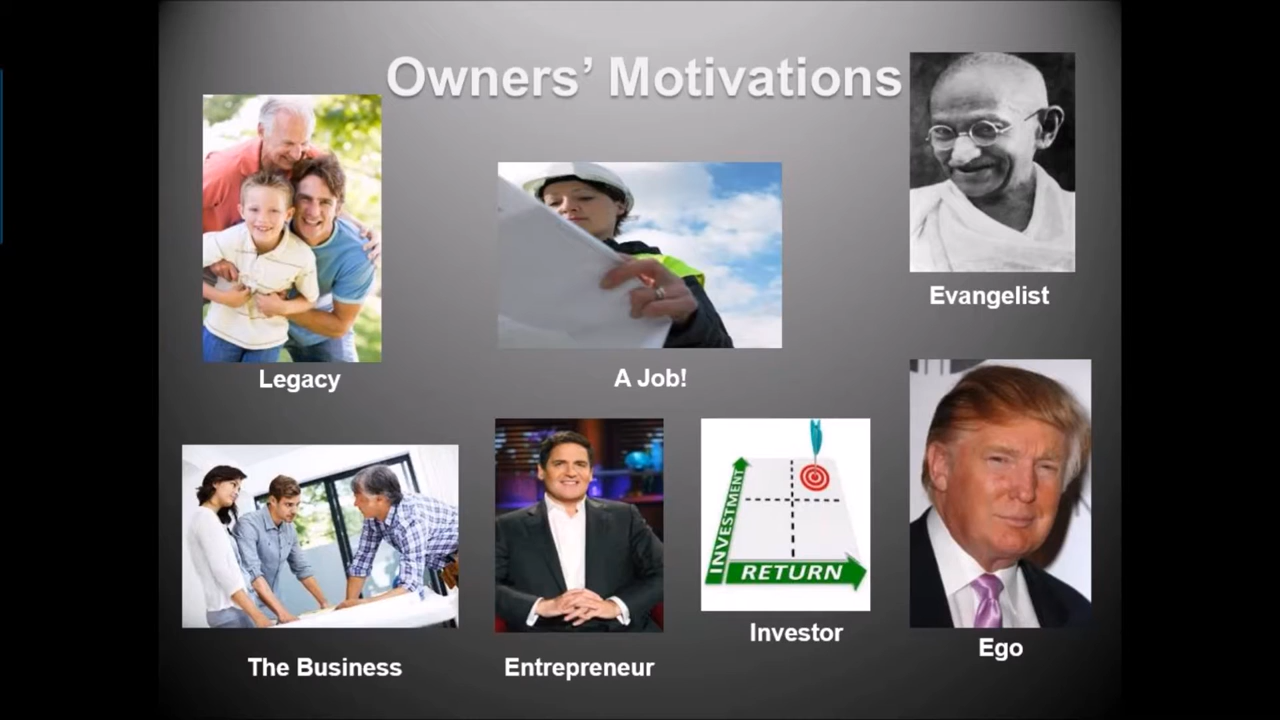 Owners' Motivations
Legacy
A Job!
Evangelist
The Business
Entrepreneur
INVESTMENT
RETURN
Investor
Ego